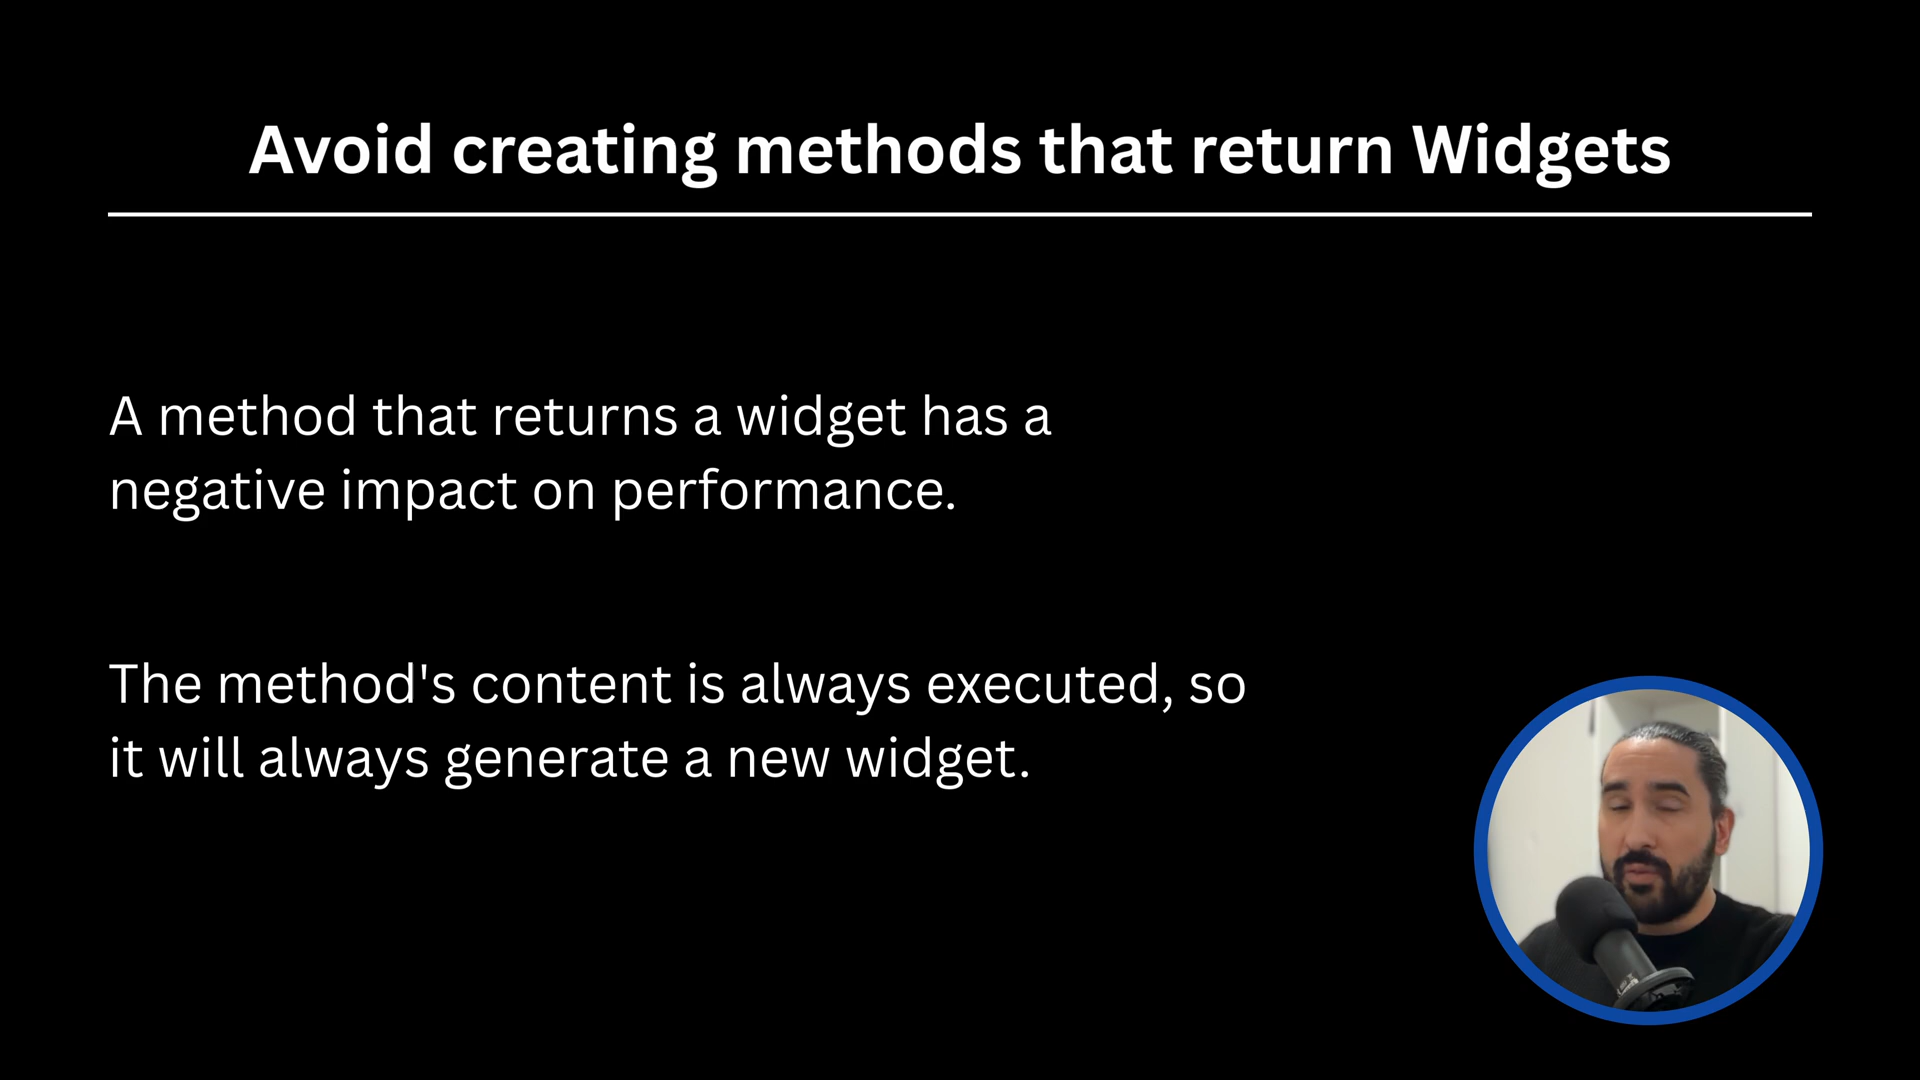 Avoid creating methods that return Widgets
A method that returns a widget has a
negative impact on performance.
The method's content is always executed, so
it will always generate a new widget.